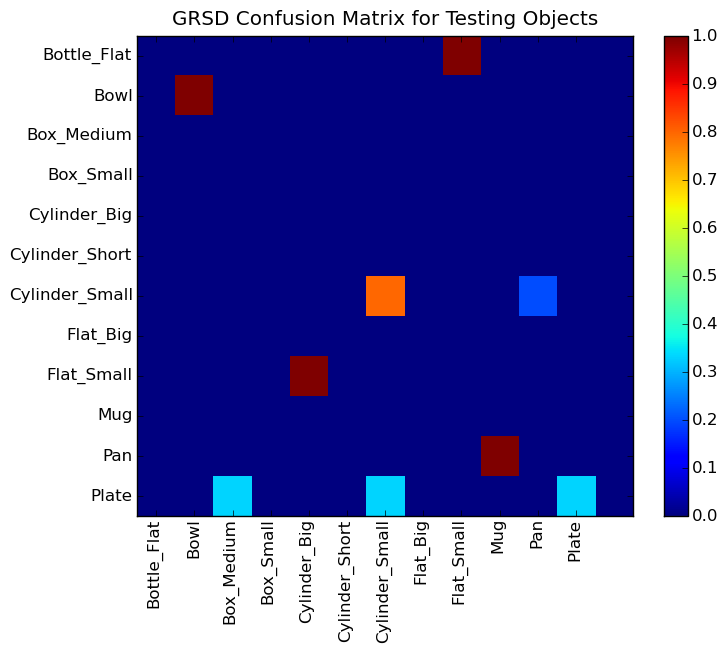 GRSD Confusion Matrix for Testing Objects
Bottle_Flat
Bowl
Box_Medium
Box_Small
Cylinder_Big
Cylinder_Short
Cylinder_Small
Flat_Big
Flat_Small
Mug
Pan
Plate
Bottle_Flat
Bowl
Box_Medium
Box_Small
Cylinder_Big
Cylinder_Short
Cylinder_Small
Flat_Big
Flat_Small
Mug
Pan
Plate
1.0
0.9
0.8
0.7
0.6
0.5
0.4
0.3
0.2
0.1
0.0